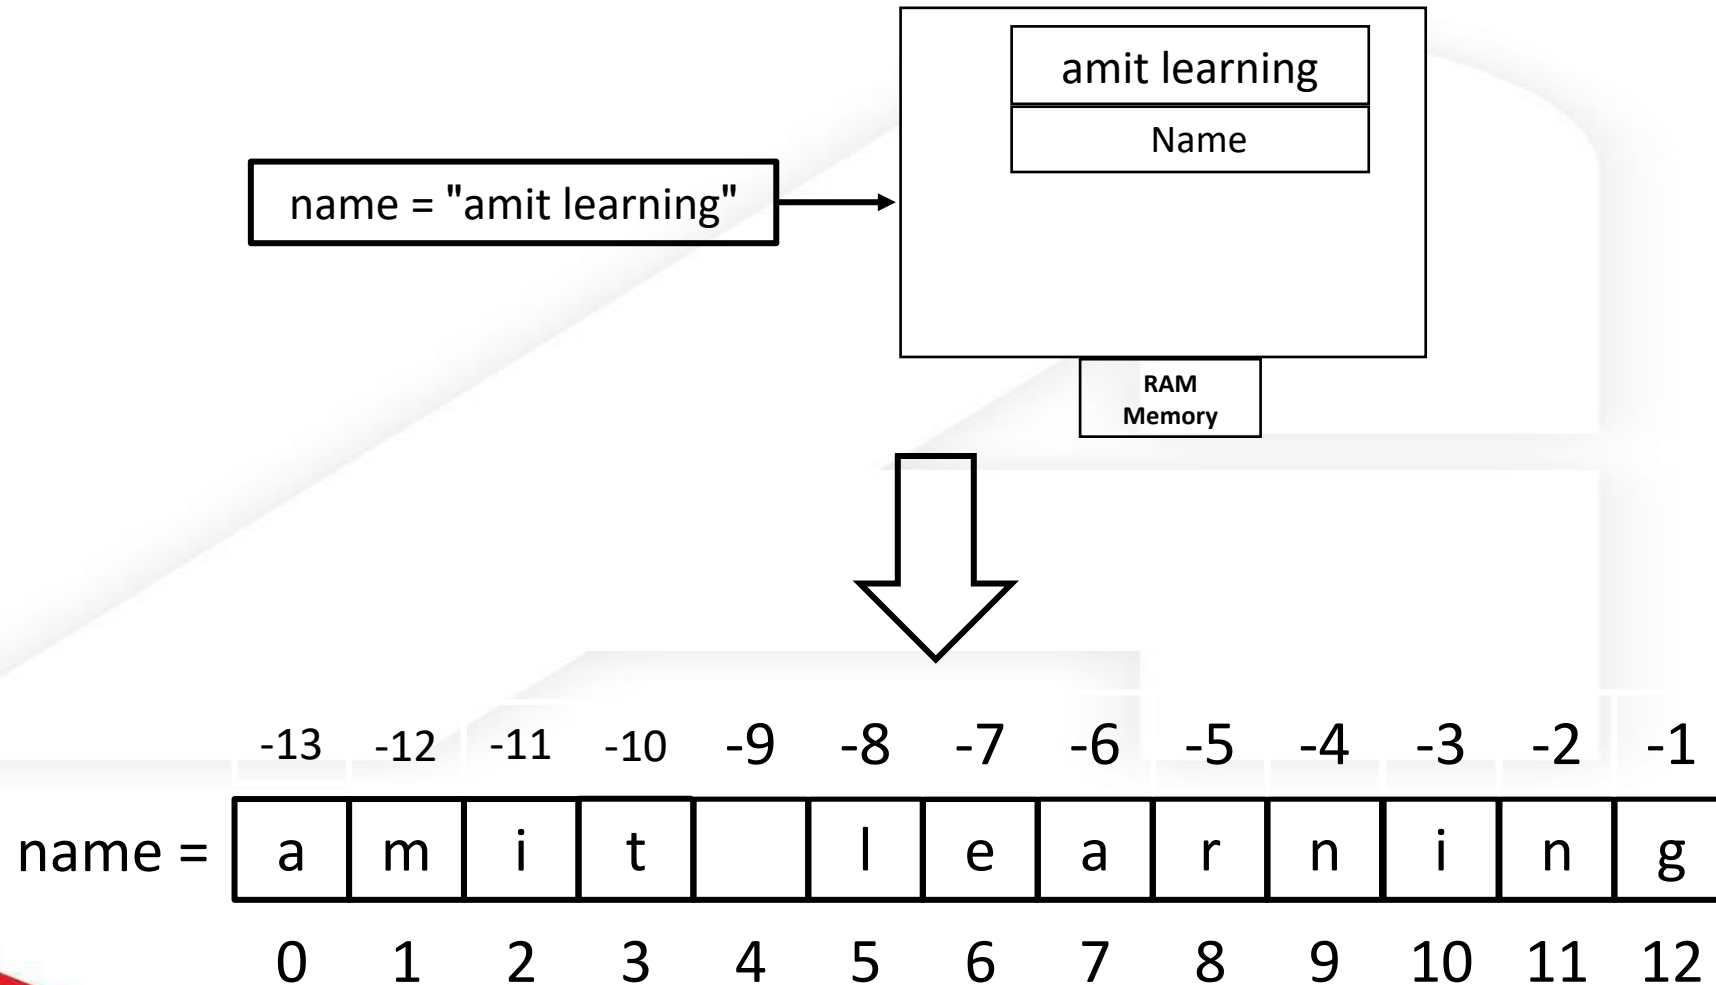 amit learning
Name
name = "amit learning"
RAM
Memory
-13 -12 -11 -10 -9 -8 -7 -6 -5 -4 -3 -2 -1
name = a m i t l e a r n i n g
0 1 2 3 4 5 6 7 8 9 10 11 12